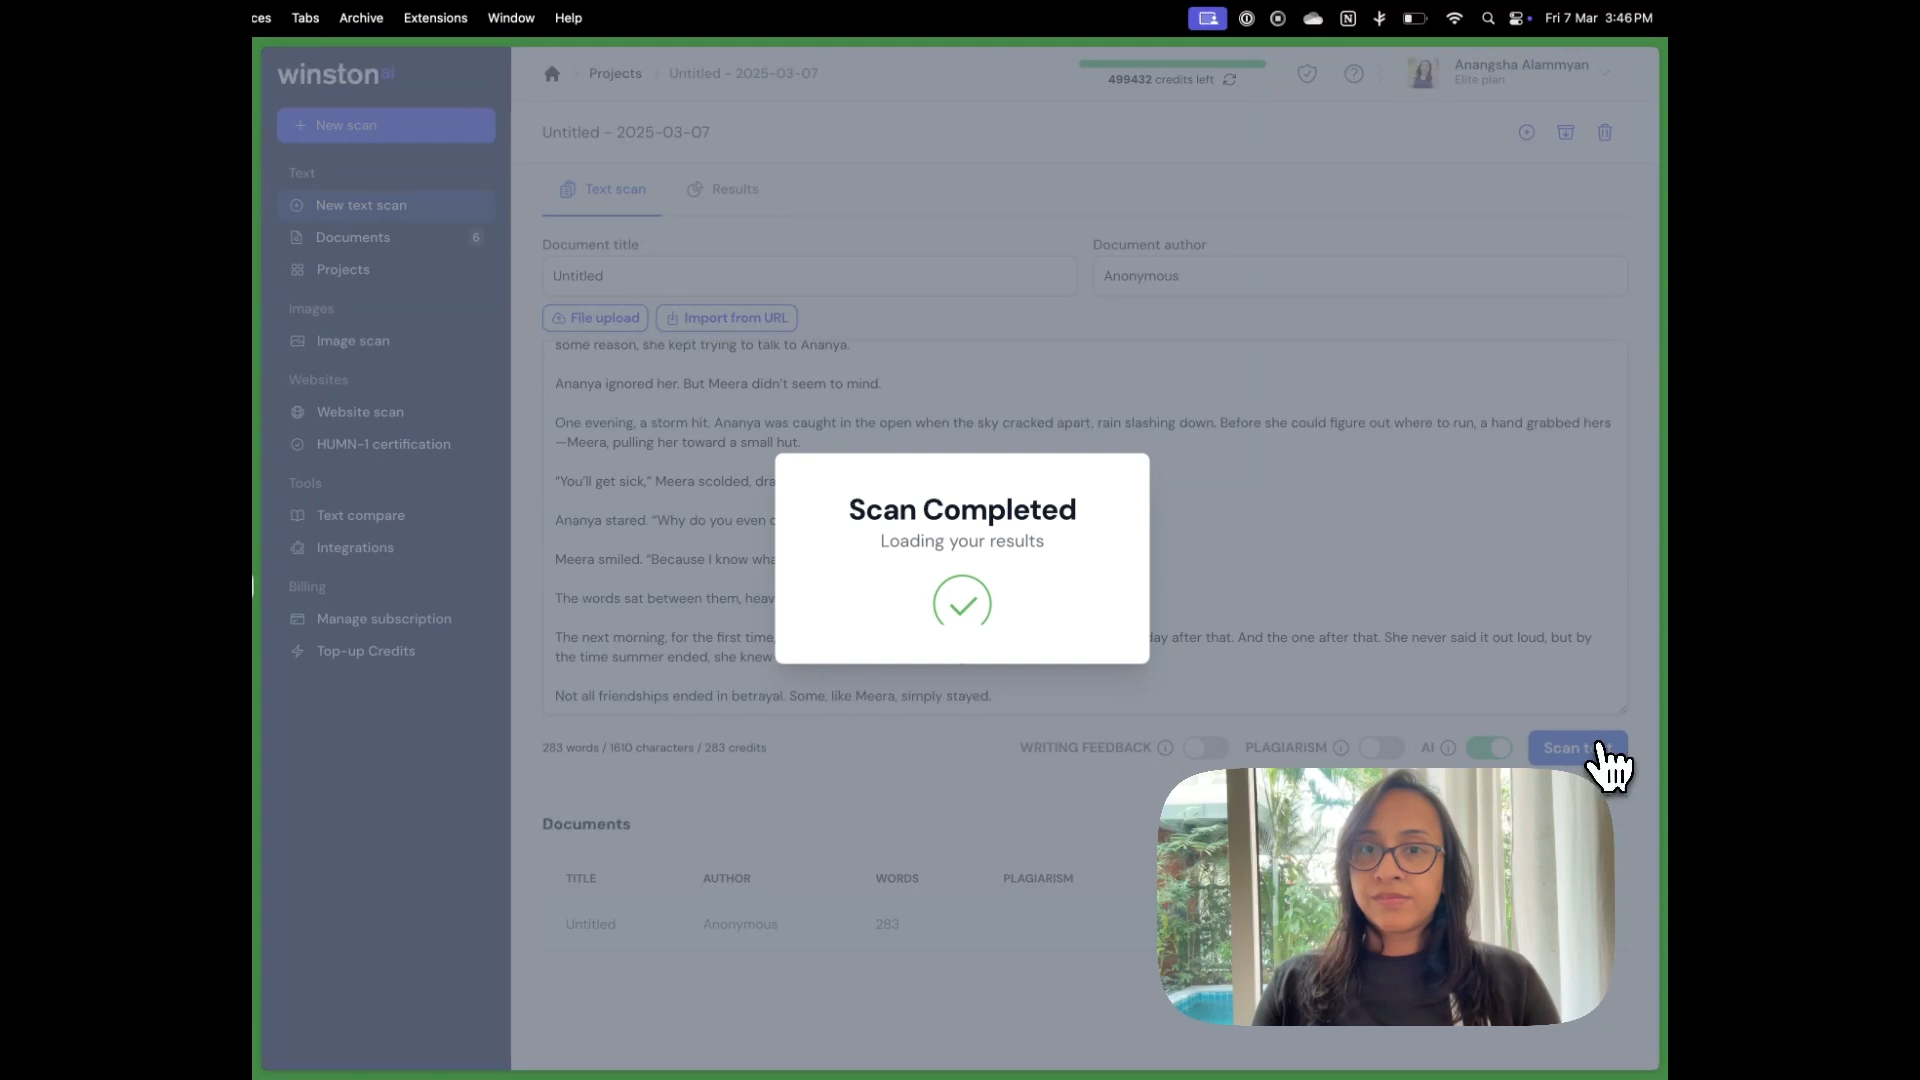 ces Tabs Archive Extensions Window Help
Fri 7 Mar 3:46 PM
winston ai
Projects Untitled - 2025-03-07
499432 credits left
Anangsha Alammyan
Elite plan
+ New scan
Untitled - 2025-03-07
Text
New text scan
Documents 6
Projects
Images
Image scan
Websites
Website scan
HUMN-1 certification
Tools
Text compare
Integrations
Billing
Manage subscription
Top-up Credits
Text scan Results
Document title Document author
Untitled Anonymous
File upload Import from URL
some reason, she kept trying to talk to Ananya.
Ananya ignored her. But Meera didn't seem to mind.
One evening, a storm hit. Ananya was caught in the open when the sky cracked apart, rain slashing down. Before she could figure out where to run, a hand grabbed hers
—Meera, pulling her toward a small hut.
"You'll get sick," Meera scolded, dra
Ananya stared. "Why do you even c
Meera smiled. "Because I know wha
The words sat between them, heav
The next morning, for the first time, day after that. And the one after that. She never said it out loud, but by
the time summer ended, she knew
Not all friendships ended in betrayal. Some, like Meera, simply stayed.
Scan Completed
Loading your results
283 words / 1610 characters / 283 credits
WRITING FEEDBACK PLAGIARISM AI Scan t
Documents
TITLE AUTHOR WORDS PLAGIARISM
Untitled Anonymous 283